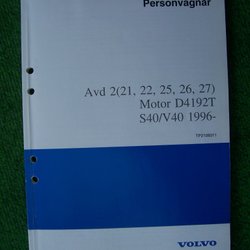 Personvagnar
Avd 2(21, 22, 25, 26, 27)
Motor D4192T
S40/V40 1996-
VOLVO